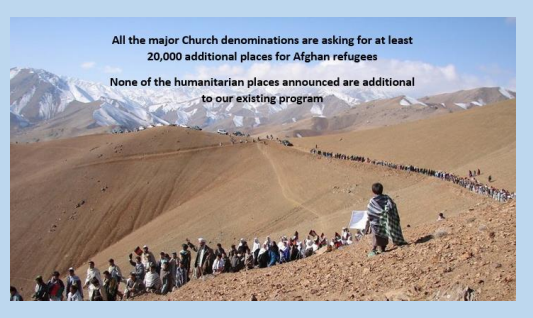 All the major Church denominations are asking for at least
20,000 additional places for Afghan refugees
None of the humanitarian places announced are additional
to our existing program